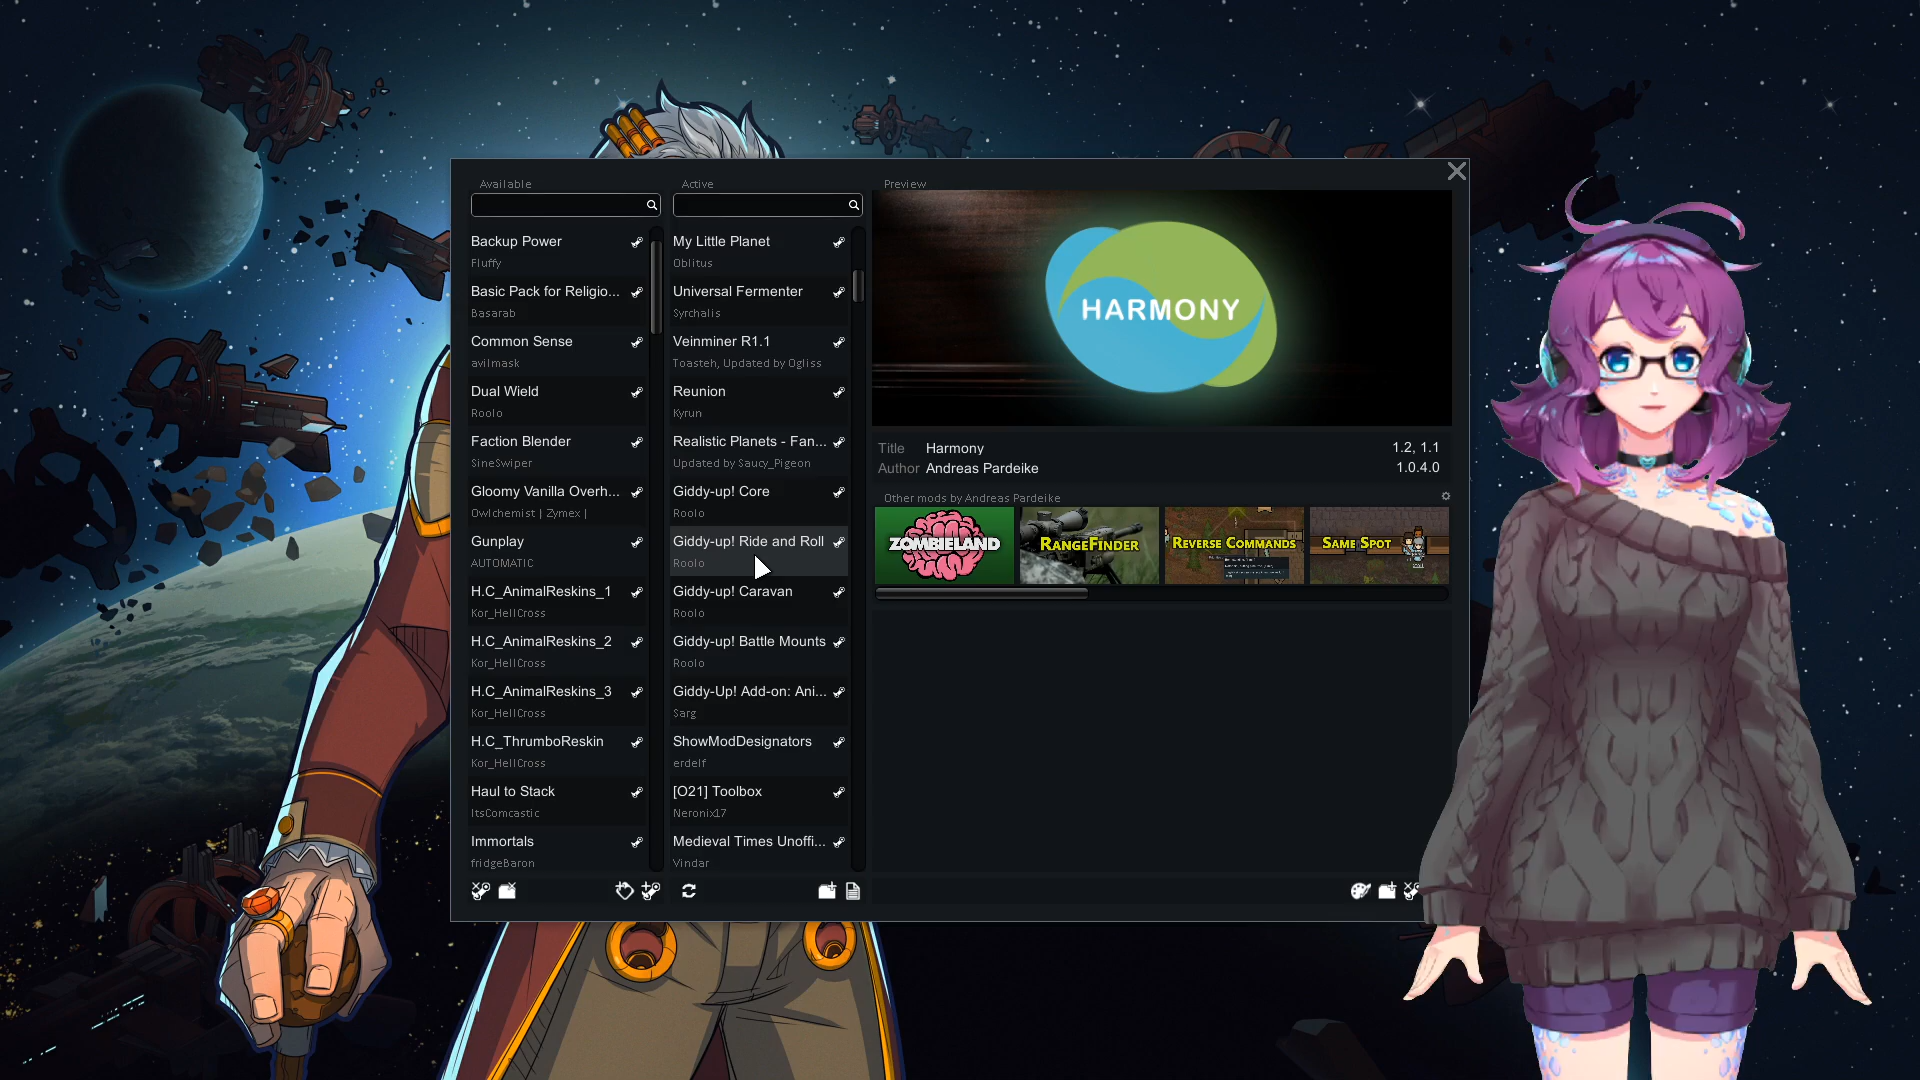 Available
Backup Power
Fluffy
Basic Pack for Religio...
Basarab
Common Sense
avilmask
Dual Wield
Roolo
Faction Blender
SineSwiper
Gloomy Vanilla Overh...
Owlchemist | Zymex |
Gunplay
AUTOMATIC
H.C_AnimalReskins_1
Kor_HellCross
H.C_AnimalReskins_2
Kor_HellCross
H.C_AnimalReskins_3
Kor_HellCross
H.C_ThrumboReskin
Kor_HellCross
Haul to Stack
ItsComcastic
Immortals
fridgeBaron
Active
My Little Planet
Oblitus
Universal Fermenter
Syrchalis
Veinminer R1.1
Toasteh, Updated by Ogliss
Reunion
Kyrun
Realistic Planets - Fan...
Updated by Saucy_Pigeon
Giddy-up! Core
Roolo
Giddy-up! Ride and Roll
Roolo
Giddy-up! Caravan
Roolo
Giddy-up! Battle Mounts
Roolo
Giddy-Up! Add-on: Ani...
Sarg
ShowModDesignators
erdelf
[O21] Toolbox
Neronix17
Medieval Times Unoffi...
Vindar
Preview
HARMONY
Title Harmony 1.2, 1.1
Author Andreas Pardeike 1.0.4.0
Other mods by Andreas Pardeike
ZOMBIELAND
RANGEFINDER
REVERSE COMMANDS
SAME SPOT